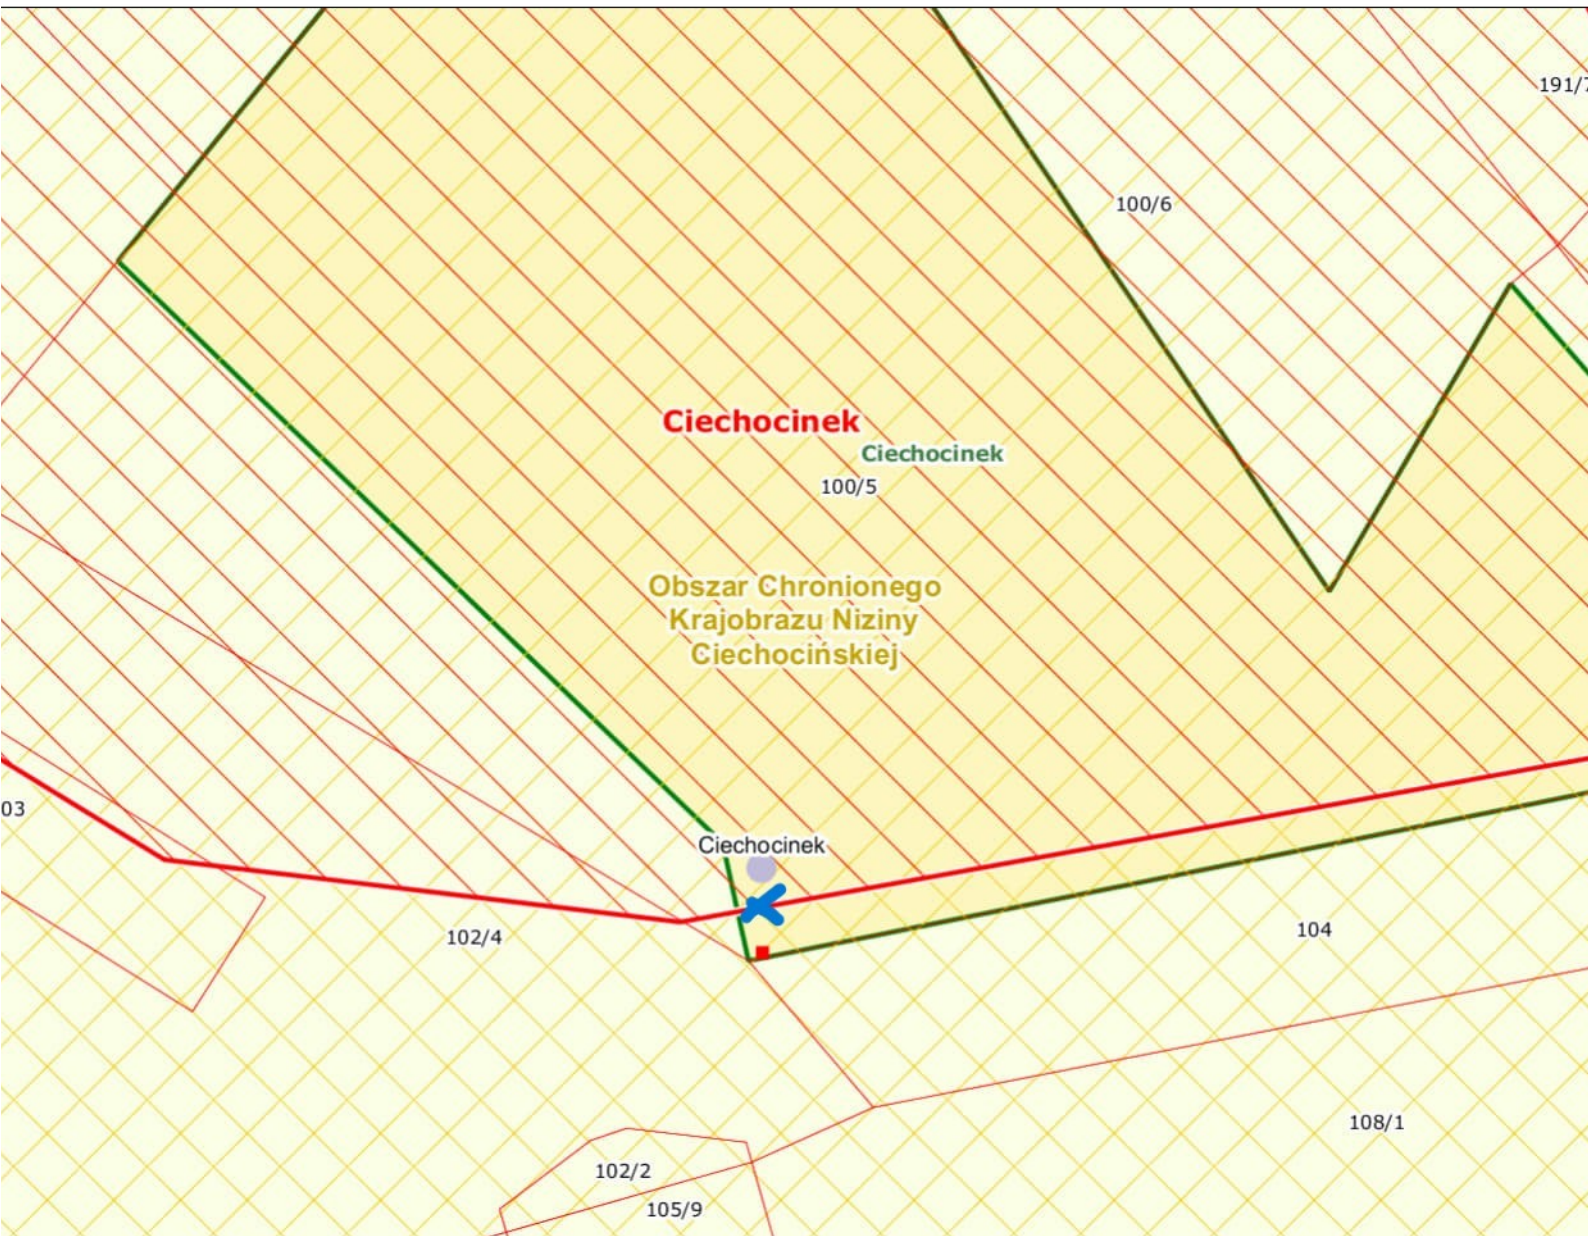 191/7
100/6
Ciechocinek
Ciechocinek
100/5
Obszar Chronionego
Krajobrazu Niziny
Ciechocińskiej
03
Ciechocinek
102/4
104
108/1
102/2
105/9